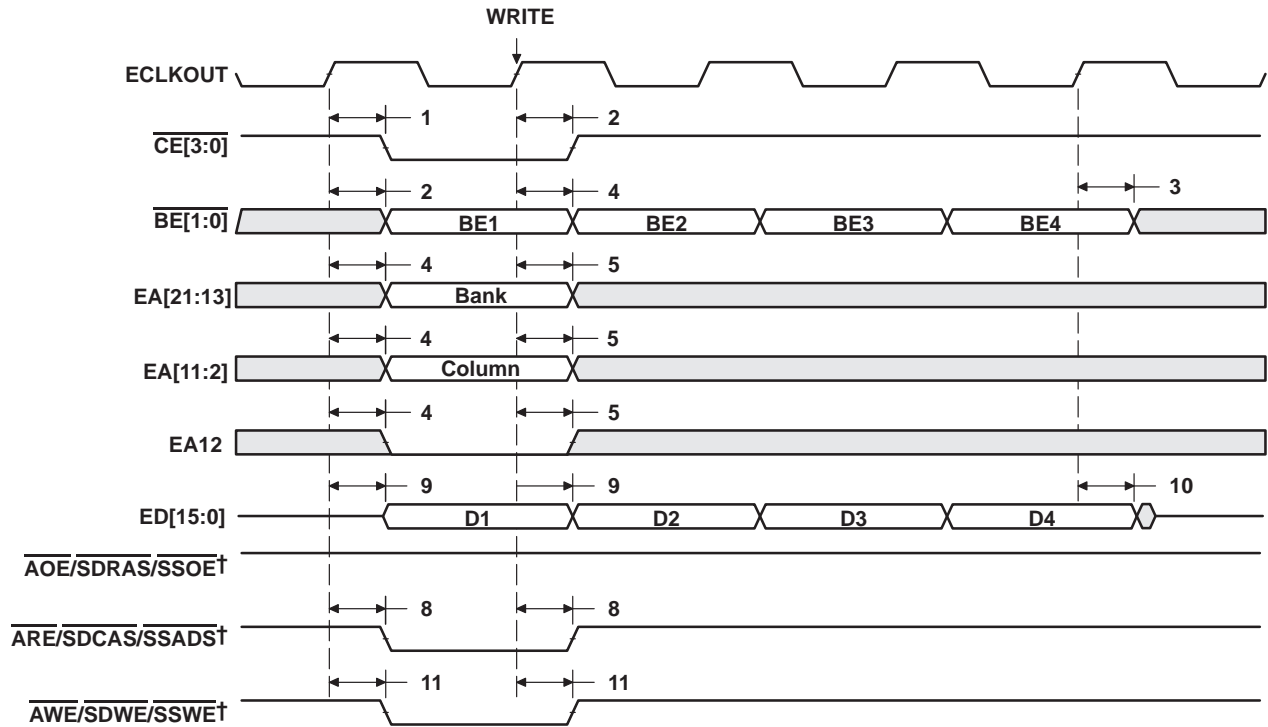 WRITE
ECLKOUT
1 2
CE[3:0]
2 4 3
BE[1:0] BE1 BE2 BE3 BE4
4 5
EA[21:13] Bank
4 5
EA[11:2] Column
4 5
EA12
9 9 10
ED[15:0] D1 D2 D3 D4
AOE/SDRAS/SSOE†
8 8
ARE/SDCAS/SSADS†
11 11
AWE/SDWE/SSWE†